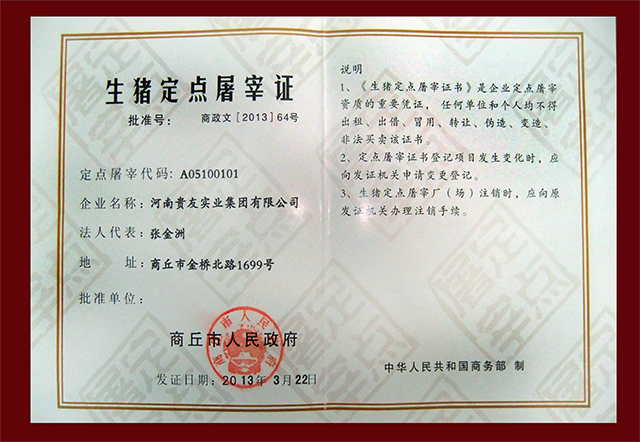 生猪定点屠宰证
批准号： 商政文［2013］64号
定点屠宰代码：A05100101
企业名称：河南贵友实业集团有限公司
法人代表：张金洲
地 址：商丘市金桥北路1699号
批准单位：
商丘市人民政府
发证日期：2013年3月22日
说明
1、《生猪定点屠宰证书》是企业定点屠宰
资质的重要凭证，任何单位和个人均不得
出租、出借、冒用、转让、伪造、变造、
非法买卖该证书。
2、定点屠宰证书登记项目发生变化时，应
向发证机关申请变更登记。
3、生猪定点屠宰厂（场）注销时，应向原
发证机关办理注销手续。
中华人民共和国商务部 制